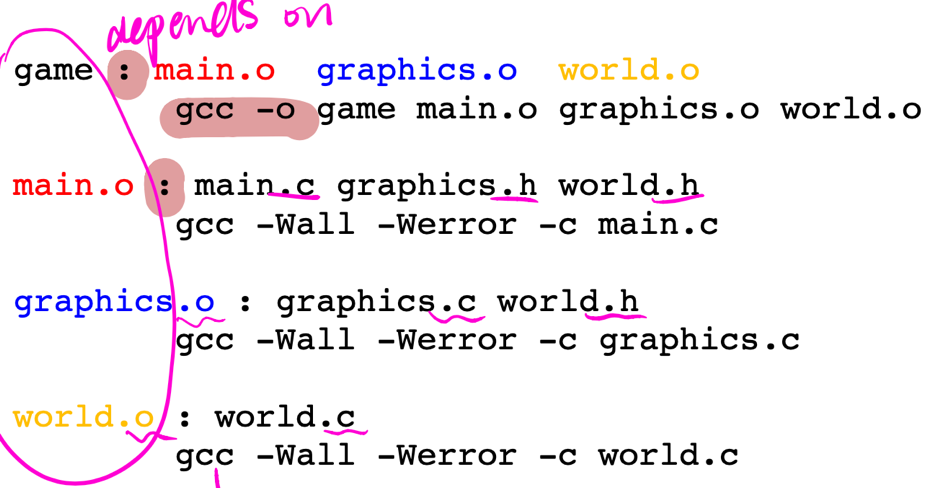 depends on
game : main.o graphics.o world.o
gcc -o game main.o graphics.o world.o
main.o : main.c graphics.h world.h
gcc -Wall -Werror -c main.c
graphics.o : graphics.c world.h
gcc -Wall -Werror -c graphics.c
world.o : world.c
gcc -Wall -Werror -c world.c